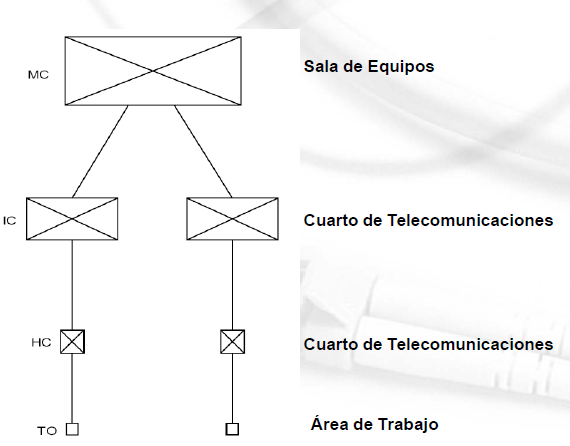 MC
Sala de Equipos
IC
Cuarto de Telecomunicaciones
HC
Cuarto de Telecomunicaciones
TO
Área de Trabajo